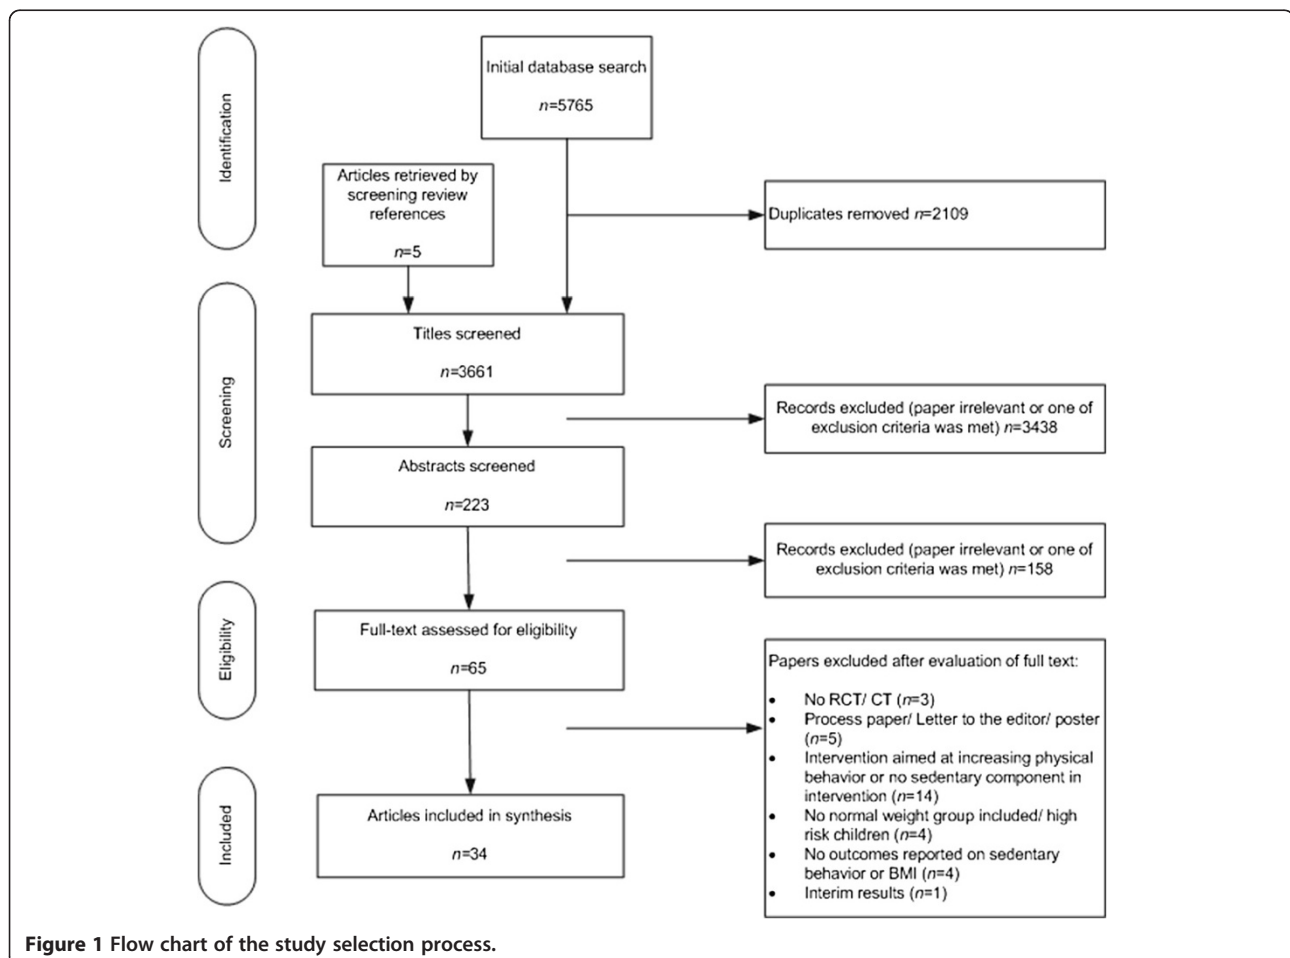 Identification
Initial database search
n=5765
Articles retrieved by
screening review
references
n=5
Duplicates removed n=2109
Screening
Titles screened
n=3661
Records excluded (paper irrelevant or one of
exclusion criteria was met) n=3438
Abstracts screened
n=223
Records excluded (paper irrelevant or one of
exclusion criteria was met) n=158
Eligibility
Full-text assessed for eligibility
n=65
Papers excluded after evaluation of full text:
• No RCT/ CT (n=3)
• Process paper/ Letter to the editor/ poster
(n=5)
• Intervention aimed at increasing physical
behavior or no sedentary component in
intervention (n=14)
• No normal weight group included/ high
risk children (n=4)
• No outcomes reported on sedentary
behavior or BMI (n=4)
• Interim results (n=1)
Included
Articles included in synthesis
n=34
Figure 1 Flow chart of the study selection process.